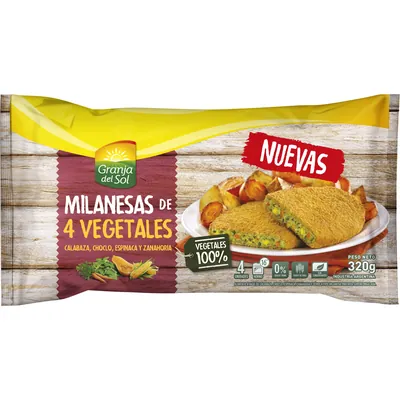 Granja
del Sol
MILANESAS DE
4 VEGETALES
CALABAZA, CHOCLO, ESPINACA Y ZANAHORIA
NUEVAS
VEGETALES
100%
4
UNIDADES
0%
PESO NETO
320g
INDUSTRIA ARGENTINA